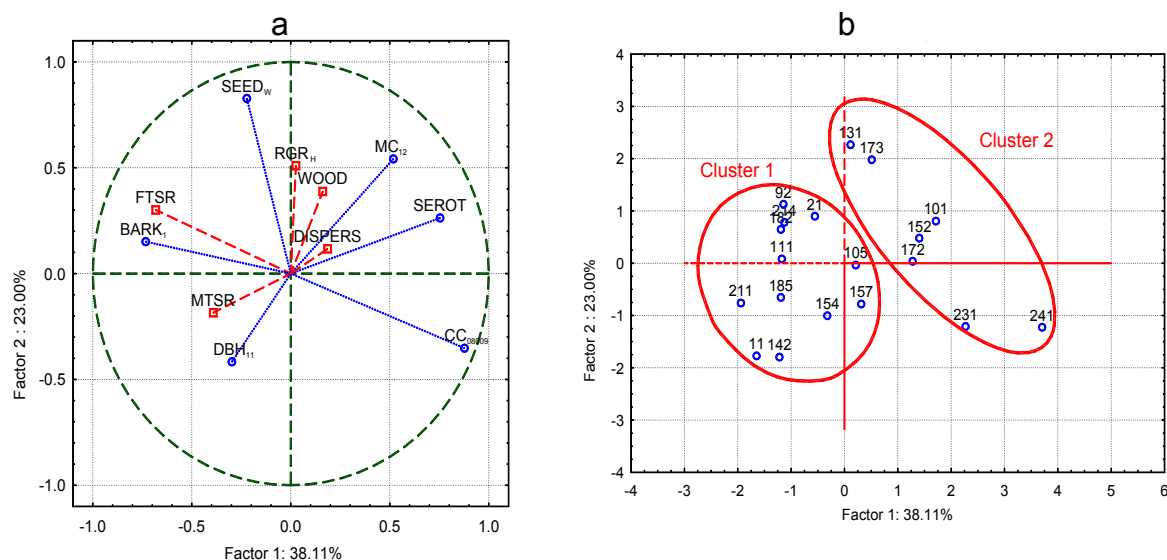 a
1.0
0.5
0.0
-0.5
-1.0
Factor 2 : 23.00%
SEEDW
MC12
RGRH
WOOD
FTSR
SEROT
BARK1
DISPERS
MTSR
DBH11
CC08009
-1.0 -0.5 0.0 0.5 1.0
Factor 1: 38.11%
b
4
3
2
1
0
-1
-2
-3
-4
Factor 2: 23.00%
Cluster 2
Cluster 1
131
173
92
21
214
101
152
111
105
172
211
185
154
157
231
241
11 142
-4 -3 -2 -1 0 1 2 3 4 5 6
Factor 1: 38.11%